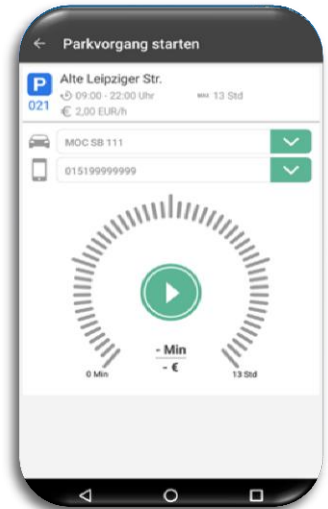 Parkvorgang starten
P
Alte Leipziger Str.
021
09:00 - 22:00 Uhr MAX 13 Std
€ 2,00 EUR/h
MOC SB 111
015199999999
- Min
- €
0 Min
13 Std